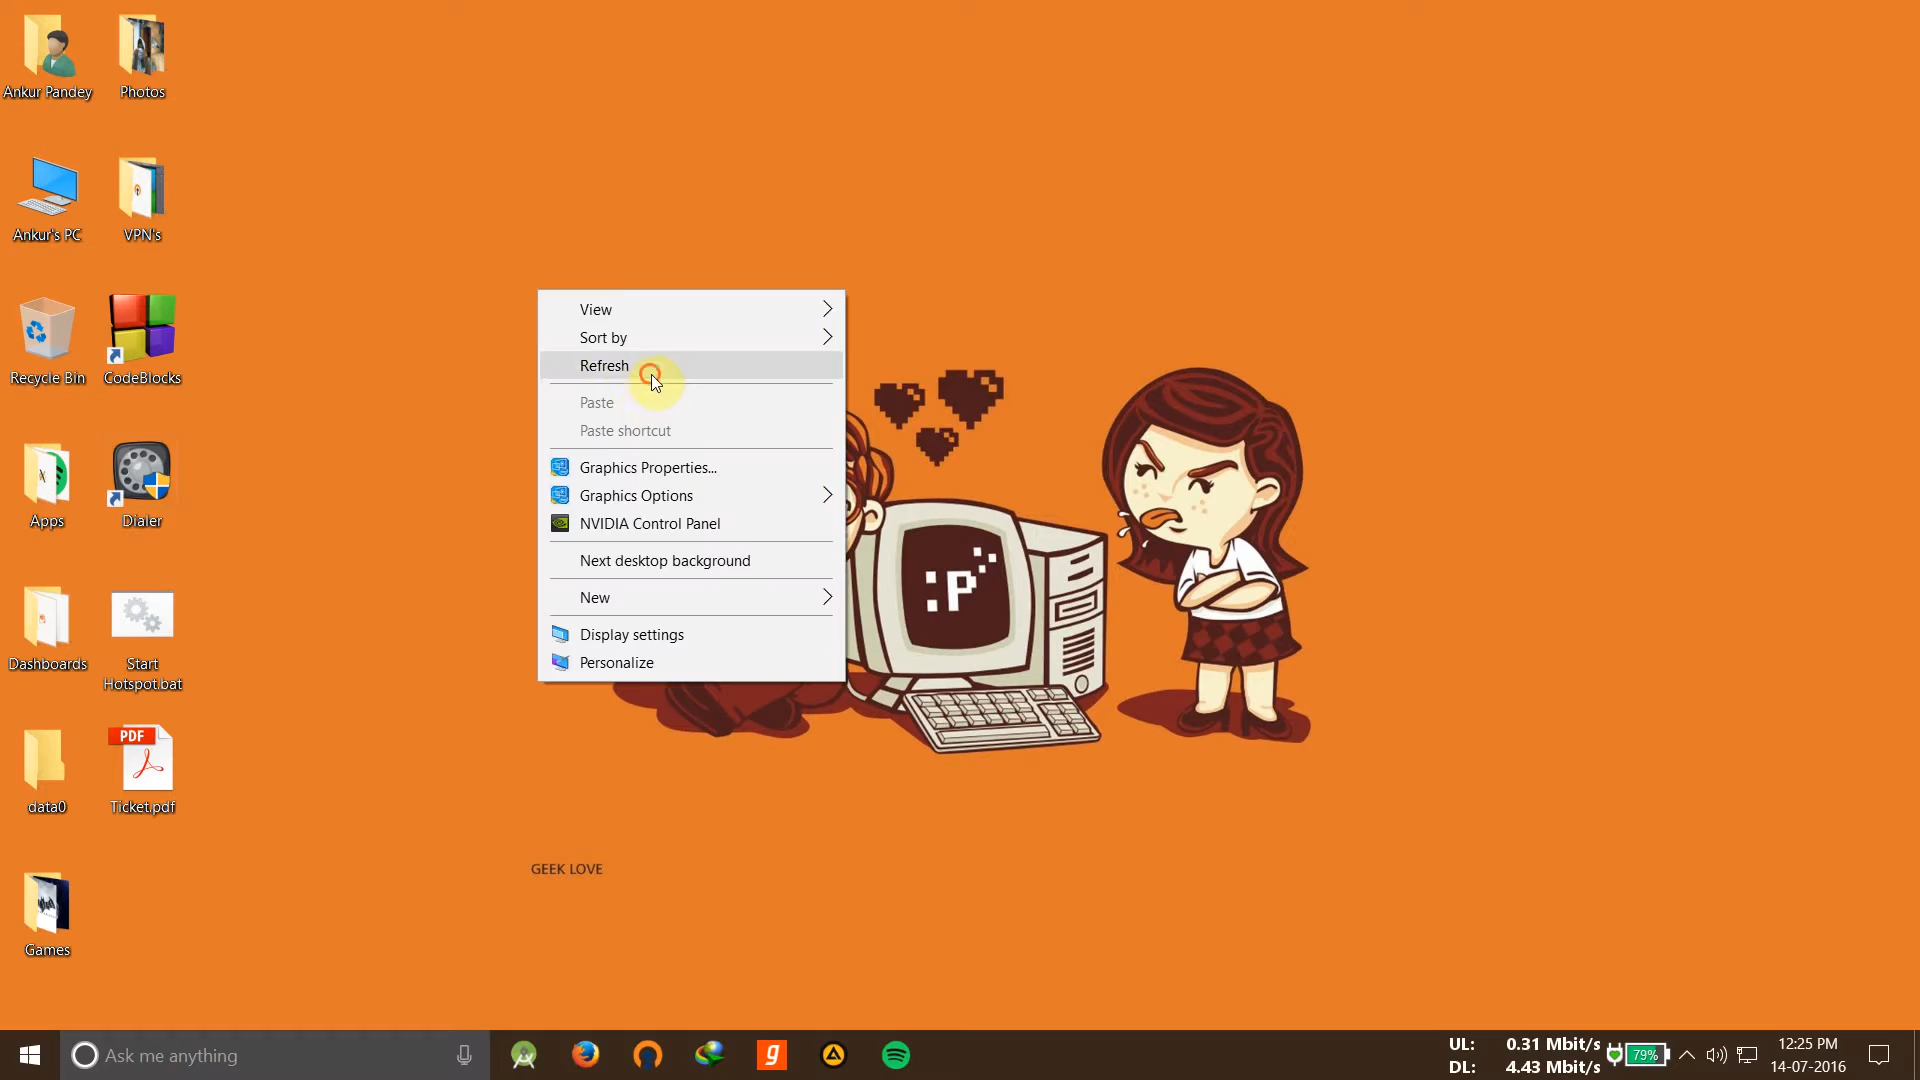 Ankur Pandey
Photos
Ankur's PC
VPN's
Recycle Bin
CodeBlocks
Apps
Dialer
Dashboards
Start
Hotspot.bat
data0
PDF
Ticket.pdf
Games
View
Sort by
Refresh
Paste
Paste shortcut
Graphics Properties...
Graphics Options
NVIDIA Control Panel
Next desktop background
New
Display settings
Personalize
:P
GEEK LOVE
Ask me anything
g
UL: 0.31 Mbit/s
DL: 4.43 Mbit/s
79%
12:25 PM
14-07-2016